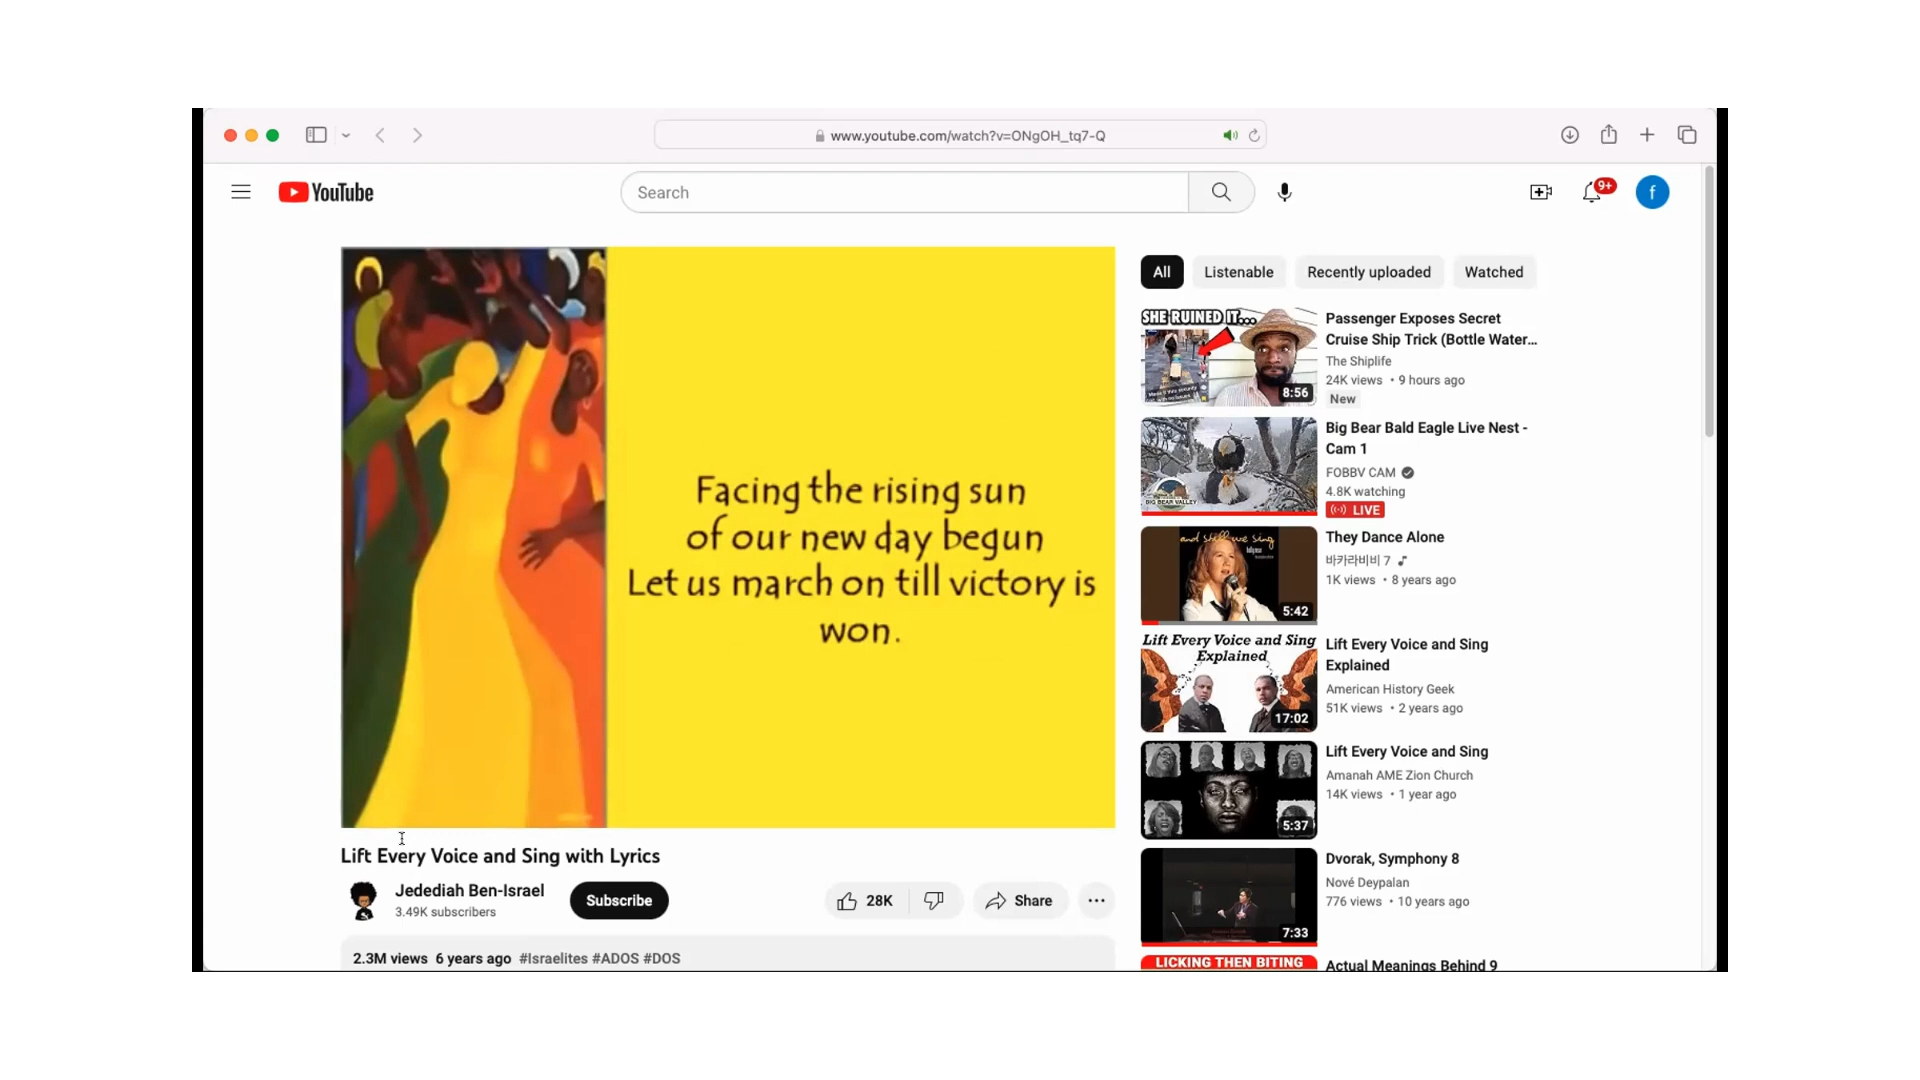 www.youtube.com/watch?v=ONgOH_tq7-Q
YouTube
Search
9+
f
Facing the rising sun
of our new day begun
Let us march on till victory is
won.
Lift Every Voice and Sing with Lyrics
Jedediah Ben-Israel
3.49K subscribers
Subscribe
28K
Share
2.3M views 6 years ago #Israelites #ADOS #DOS
All
Listenable
Recently uploaded
Watched
SHE RUINED IT...
8:56
Passenger Exposes Secret
Cruise Ship Trick (Bottle Water...
The Shiplife
24K views • 9 hours ago
New
BIG BEAR VALLEY
Big Bear Bald Eagle Live Nest -
Cam 1
FOBBV CAM
4.8K watching
LIVE
and still we sing
5:42
They Dance Alone
바카라비비 7
1K views • 8 years ago
Lift Every Voice and Sing
Explained
17:02
Lift Every Voice and Sing
Explained
American History Geek
51K views • 2 years ago
5:37
Lift Every Voice and Sing
Amanah AME Zion Church
14K views • 1 year ago
7:33
Dvorak, Symphony 8
Nové Deypalan
776 views • 10 years ago
LICKING THEN BITING
Actual Meanings Behind 9